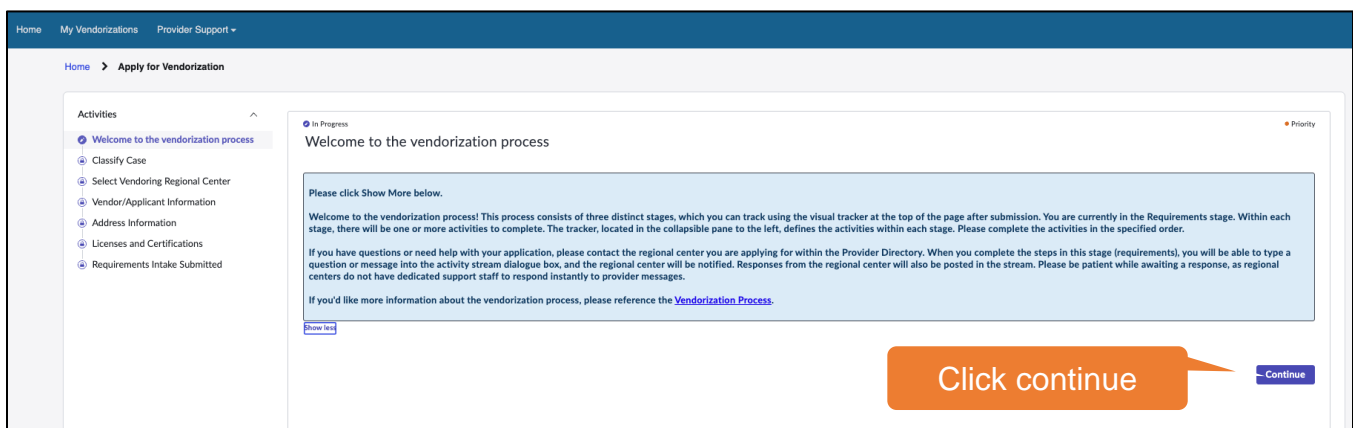 Home My Vendorizations Provider Support
Home > Apply for Vendorization
Activities
Welcome to the vendorization process
Classify Case
Select Vendoring Regional Center
Vendor/Applicant Information
Address Information
Licenses and Certifications
Requirements Intake Submitted
In Progress
Priority
Welcome to the vendorization process
Please click Show More below.
Welcome to the vendorization process! This process consists of three distinct stages, which you can track using the visual tracker at the top of the page after submission. You are currently in the Requirements stage. Within each
stage, there will be one or more activities to complete. The tracker, located in the collapsible pane to the left, defines the activities within each stage. Please complete the activities in the specified order.
If you have questions or need help with your application, please contact the regional center you are applying for within the Provider Directory. When you complete the steps in this stage (requirements), you will be able to type a
question or message into the activity stream dialogue box, and the regional center will be notified. Responses from the regional center will also be posted in the stream. Please be patient while awaiting a response, as regional
centers do not have dedicated support staff to respond instantly to provider messages.
If you'd like more information about the vendorization process, please reference the Vendorization Process.
Show less
Click continue
Continue